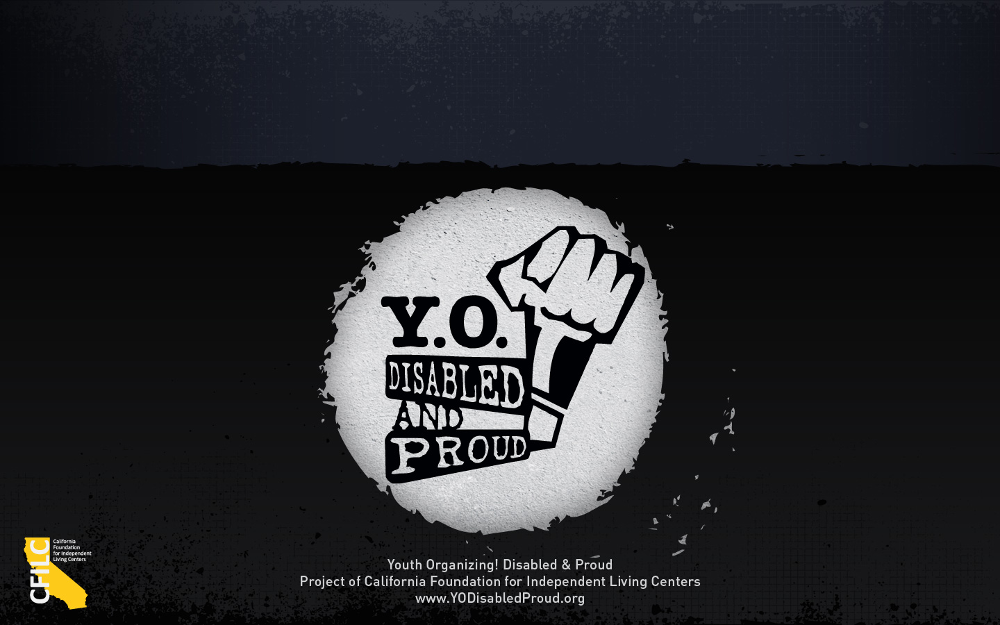 Y.O.
DISABLED
AND
PROUD
CFILC
California
Foundation
for Independent
Living Centers
Youth Organizing! Disabled & Proud
Project of California Foundation for Independent Living Centers
www.YODisabledProud.org